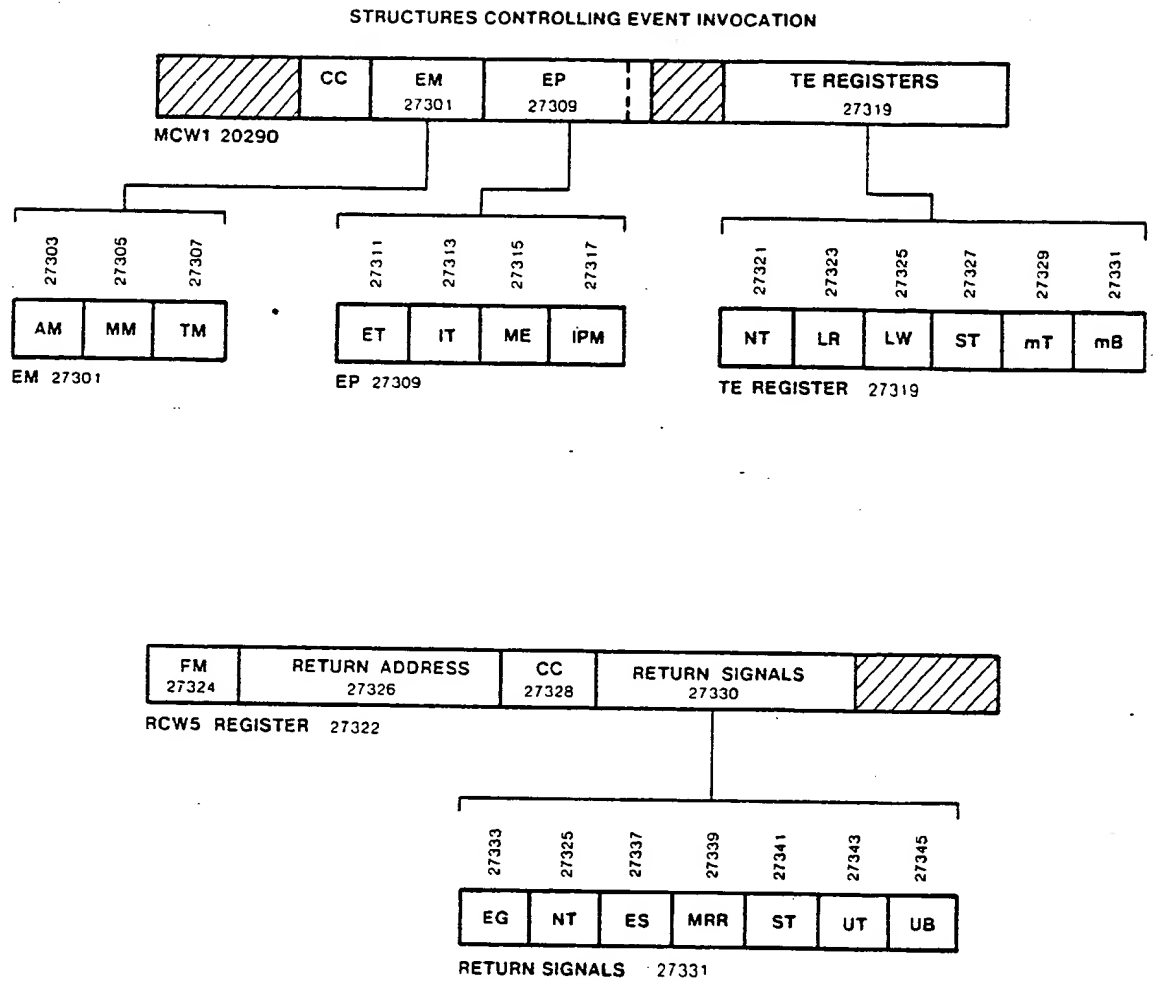 STRUCTURES CONTROLLING EVENT INVOCATION
CC EM EP TE REGISTERS
27301 27309 27319
MCW1 20290
27303 27305 27307 27311 27313 27315 27317 27321 27323 27325 27327 27329 27331
AM MM TM ET IT ME IPM NT LR LW ST mT mB
EM 27301 EP 27309 TE REGISTER 27319
FM RETURN ADDRESS CC RETURN SIGNALS
27324 27326 27328 27330
RCW5 REGISTER 27322
27333 27325 27337 27339 27341 27343 27345
EG NT ES MRR ST UT UB
RETURN SIGNALS 27331